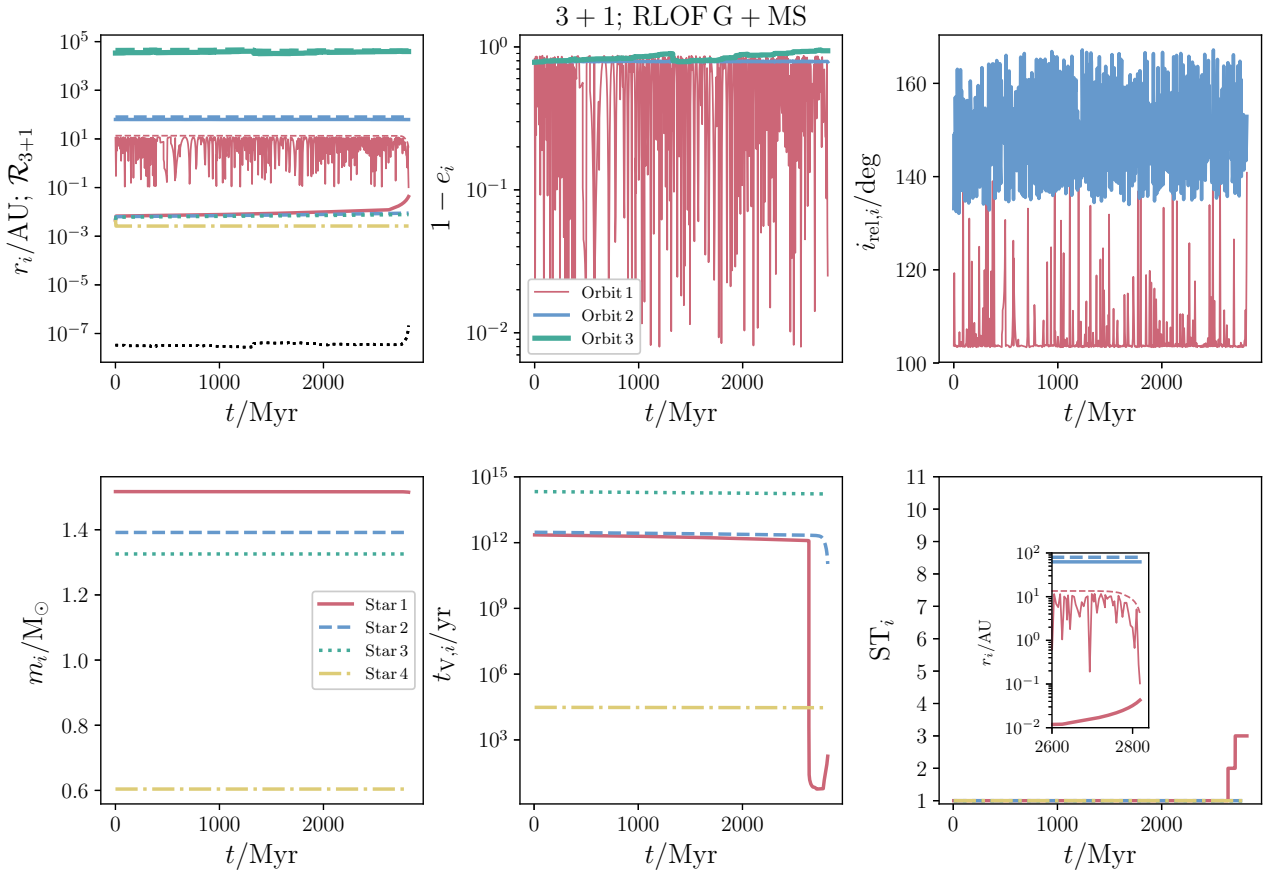 3 + 1; RLOF G + MS
r_i/AU; ℛ_{3+1}
10^5
10^3
10^1
10^{-1}
10^{-3}
10^{-5}
10^{-7}
0
1000
2000
t/Myr
1 − e_i
10^0
10^{-1}
10^{-2}
Orbit 1
Orbit 2
Orbit 3
0
1000
2000
t/Myr
i_{rel,i}/deg
160
140
120
100
0
1000
2000
t/Myr
m_i/M_⊙
1.4
1.2
1.0
0.8
0.6
Star 1
Star 2
Star 3
Star 4
0
1000
2000
t/Myr
t_{V,i}/yr
10^{15}
10^{12}
10^9
10^6
10^3
0
1000
2000
t/Myr
ST_i
11
10
9
8
7
6
5
4
3
2
1
r_i/AU
10^2
10^1
10^0
10^{-1}
10^{-2}
2600
2800
0
1000
2000
t/Myr